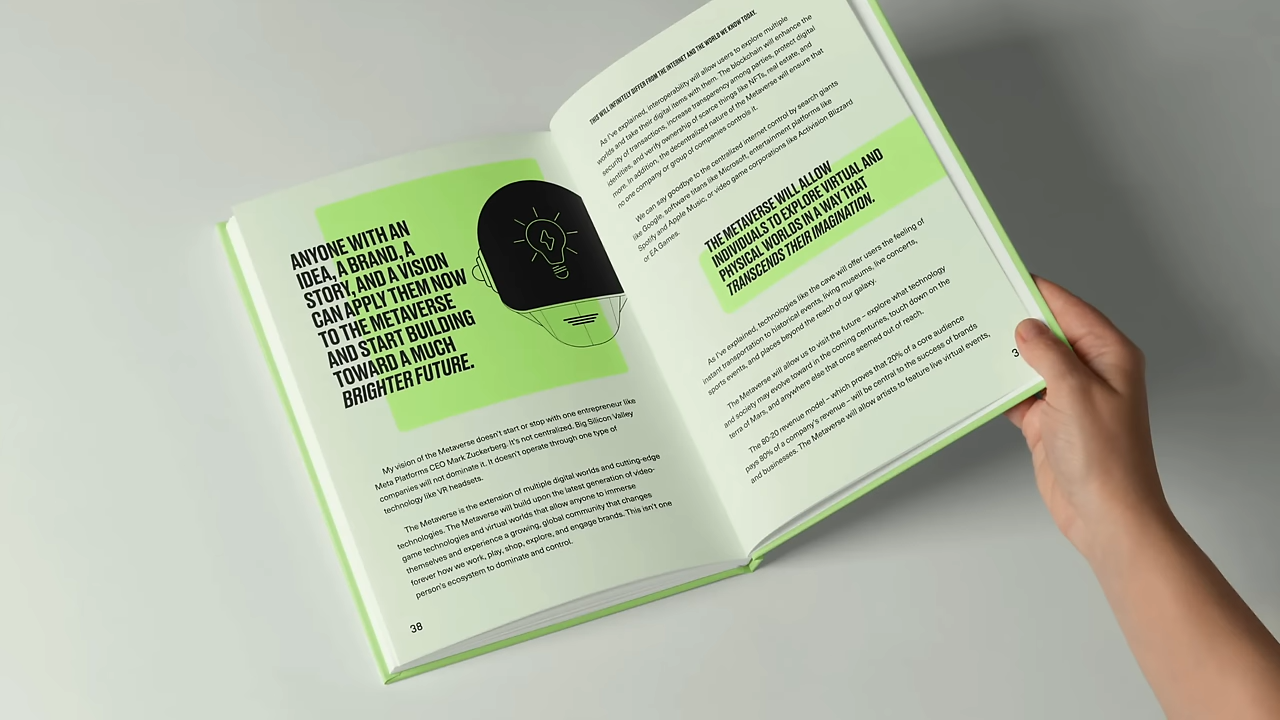 ANYONE WITH AN
IDEA, A BRAND, A
STORY, AND A VISION
CAN APPLY THEM NOW
TO THE METAVERSE
AND START BUILDING
TOWARD A MUCH
BRIGHTER FUTURE.
My vision of the Metaverse doesn't start or stop with one entrepreneur like
Meta Platforms CEO Mark Zuckerberg. It's not centralized. Big Silicon Valley
companies will not dominate it. It doesn't operate through one type of
technology like VR headsets.
The Metaverse is the extension of multiple digital worlds and cutting-edge
technologies. The Metaverse will build upon the latest generation of video-
game technologies and virtual worlds that allow anyone to immerse
themselves and experience a growing, global community that changes
forever how we work, play, shop, explore, and engage brands. This isn't one
person's ecosystem to dominate and control.
38
THIS WILL INFINITELY DIFFER FROM THE INTERNET AND THE WORLD WE KNOW TODAY.
As I've explained, interoperability will allow users to explore multiple
worlds and take their digital items with them. The blockchain will enhance the
security of transactions, increase transparency among parties, protect digital
identities, and verify ownership of scarce things like NFTs, real estate, and
more. In addition, the decentralized nature of the Metaverse will ensure that
no one company or group of companies controls it.
We can say goodbye to the centralized internet control by search giants
like Google, software titans like Microsoft, entertainment platforms like
Spotify and Apple Music, or video game corporations like Activision Blizzard
or EA Games.
THE METAVERSE WILL ALLOW
INDIVIDUALS TO EXPLORE VIRTUAL AND
PHYSICAL WORLDS IN A WAY THAT
TRANSCENDS THEIR IMAGINATION.
As I've explained, technologies like the cave will offer users the feeling of
instant transportation to historical events, living museums, live concerts,
sports events, and places beyond the reach of our galaxy.
The Metaverse will allow us to visit the future – explore what technology
and society may evolve toward in the coming centuries, touch down on the
terra of Mars, and anywhere else that once seemed out of reach.
The 80-20 revenue model – which proves that 20% of a core audience
pays 80% of a company's revenue – will be central to the success of brands
and businesses. The Metaverse will allow artists to feature live virtual events,
3